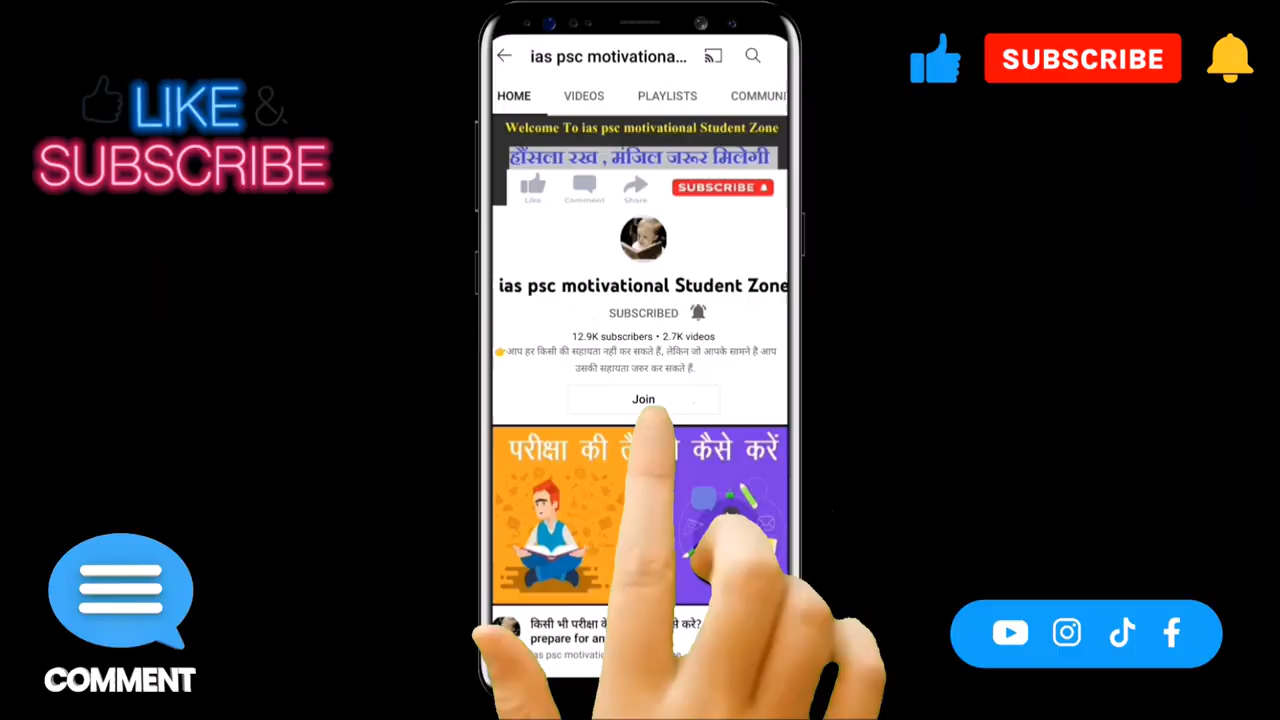 LIKE &
SUBSCRIBE
SUBSCRIBE
ias psc motivationa...
HOME VIDEOS PLAYLISTS COMMUNI
Welcome To ias psc motivational Student Zone
हौंसला रख , मंजिल जरूर मिलेगी
Like Comment Share SUBSCRIBE
ias psc motivational Student Zone
SUBSCRIBED
12.9K subscribers • 2.7K videos
👉आप हर किसी की सहायता नहीं कर सकते हैं, लेकिन जो आपके सामने है आप
उसकी सहायता जरुर कर सकते हैं.
Join
परीक्षा की कैसे करें
किसी भी परीक्षा करे?
prepare for
ias psc motivationa
COMMENT